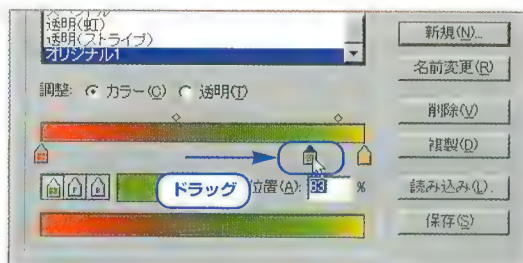 透明(虹)
透明(ストライプ)
オリジナル1
調整: カラー(C) 透明(T)
ドラッグ
位置(A): 83 %
新規(N)...
名前変更(R)
削除(V)
複製(D)
読み込み(L).
保存(S)